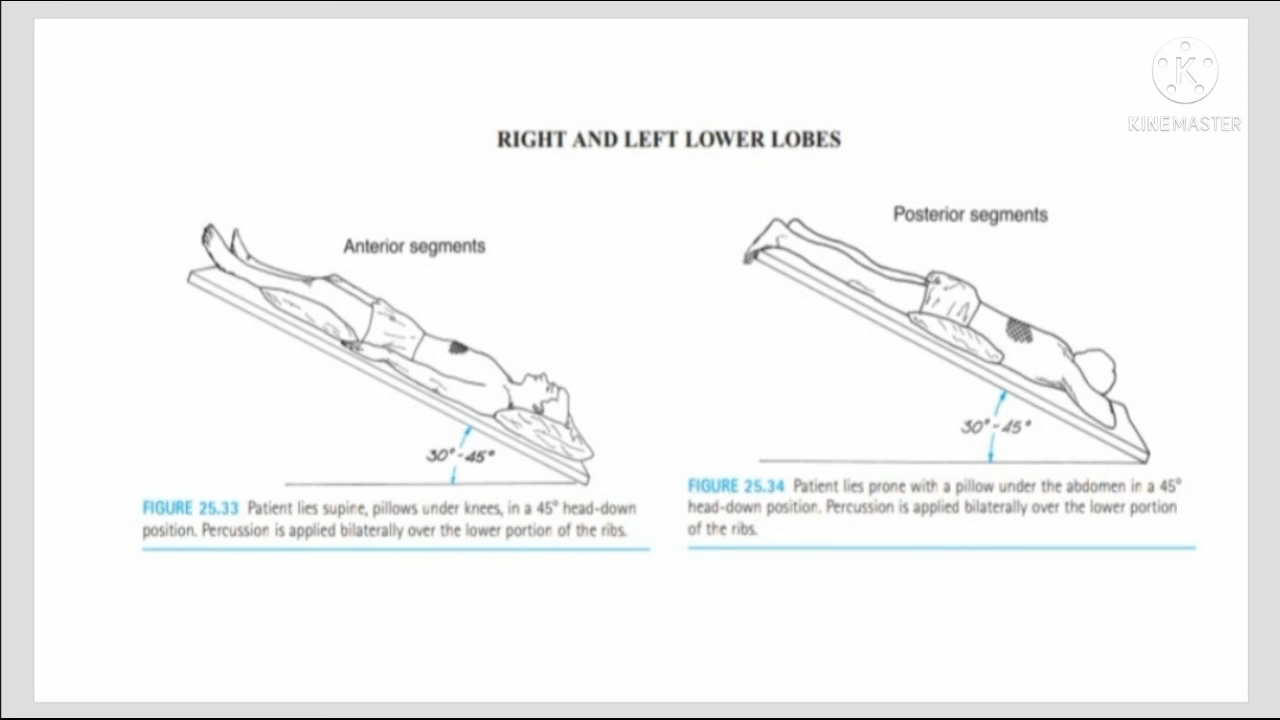 KINEMASTER
RIGHT AND LEFT LOWER LOBES
Anterior segments
30°-45°
FIGURE 25.33 Patient lies supine, pillows under knees, in a 45° head-down
position. Percussion is applied bilaterally over the lower portion of the ribs.
Posterior segments
30°-45°
FIGURE 25.34 Patient lies prone with a pillow under the abdomen in a 45°
head-down position. Percussion is applied bilaterally over the lower portion
of the ribs.